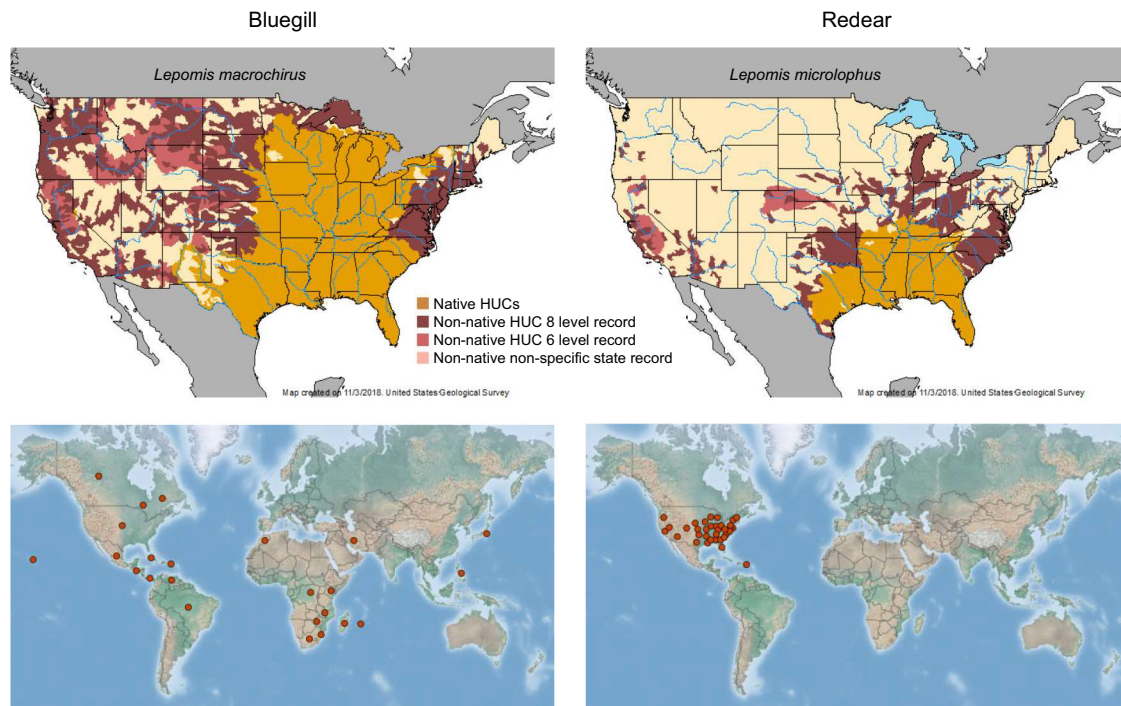 Bluegill
Redear
Lepomis macrochirus
Lepomis microlophus
Native HUCs
Non-native HUC 8 level record
Non-native HUC 6 level record
Non-native non-specific state record
Map created on 11/3/2018. United States Geological Survey
Map created on 11/3/2018. United States Geological Survey